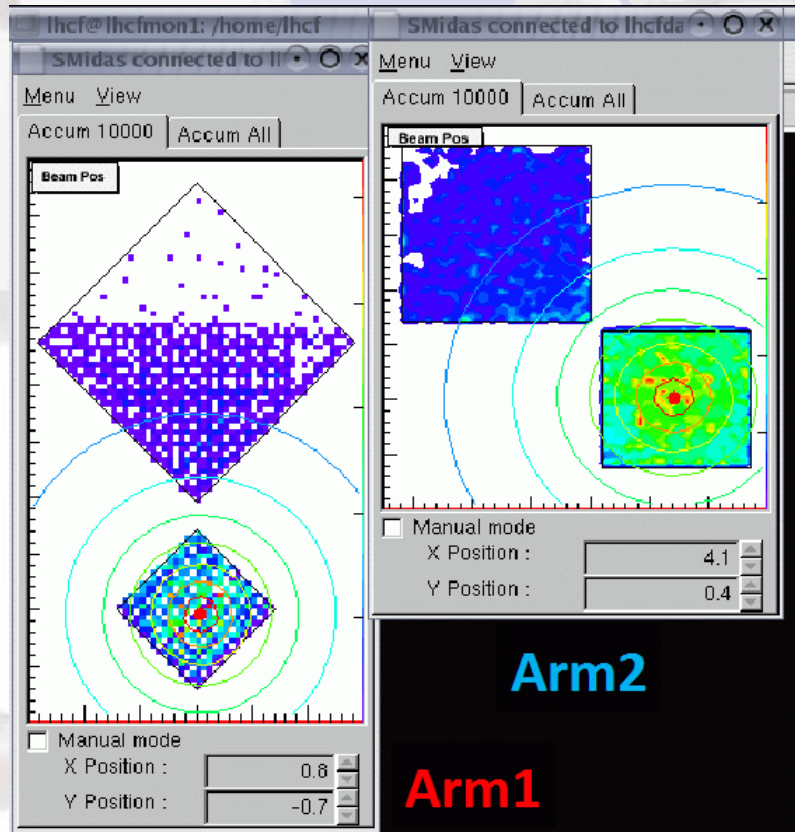 lhcf@lhcfmon1: /home/lhcf
SMidas connected to lh
Menu View
Accum 10000 Accum All
Beam Pos
Manual mode
X Position : 0.8
Y Position : -0.7
SMidas connected to lhcfda
Menu View
Accum 10000 Accum All
Beam Pos
Manual mode
X Position : 4.1
Y Position : 0.4
Arm2
Arm1